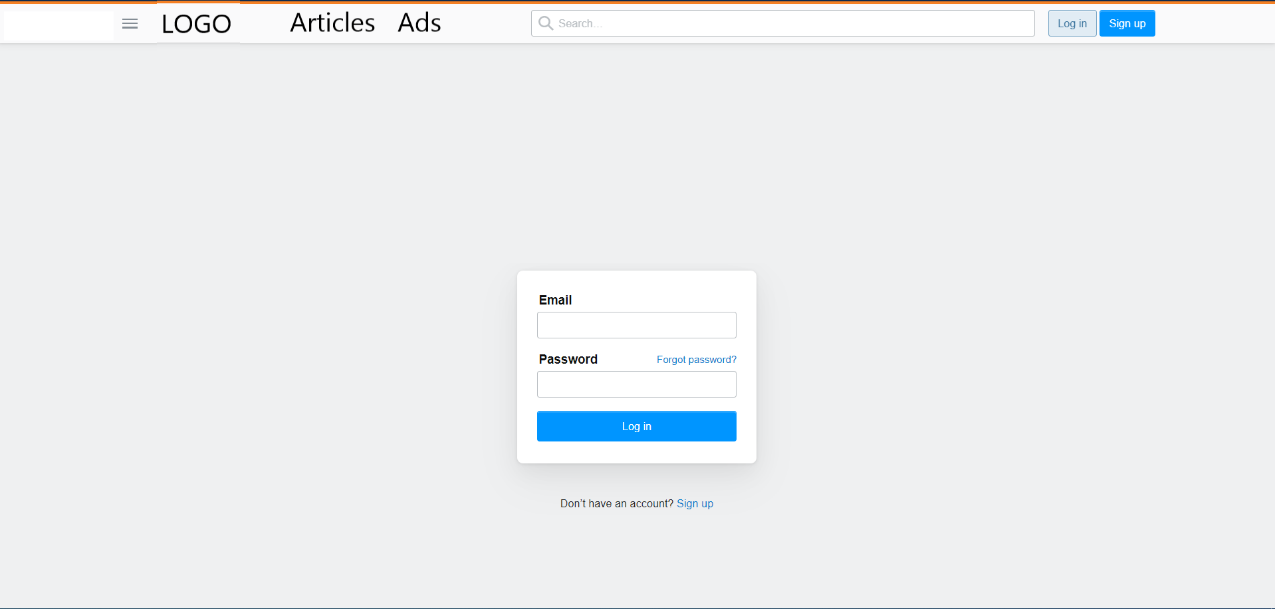 LOGO Articles Ads Search... Log in Sign up
Email
Password Forgot password?
Log in
Don't have an account? Sign up